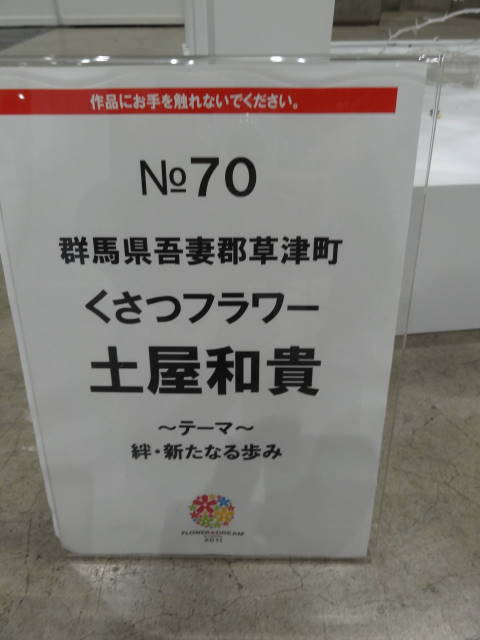 作品にお手を触れないでください。
№70
群馬県吾妻郡草津町
くさつフラワー
土屋和貴
～テーマ～
絆・新たなる歩み
FLOWER DREAM
2011